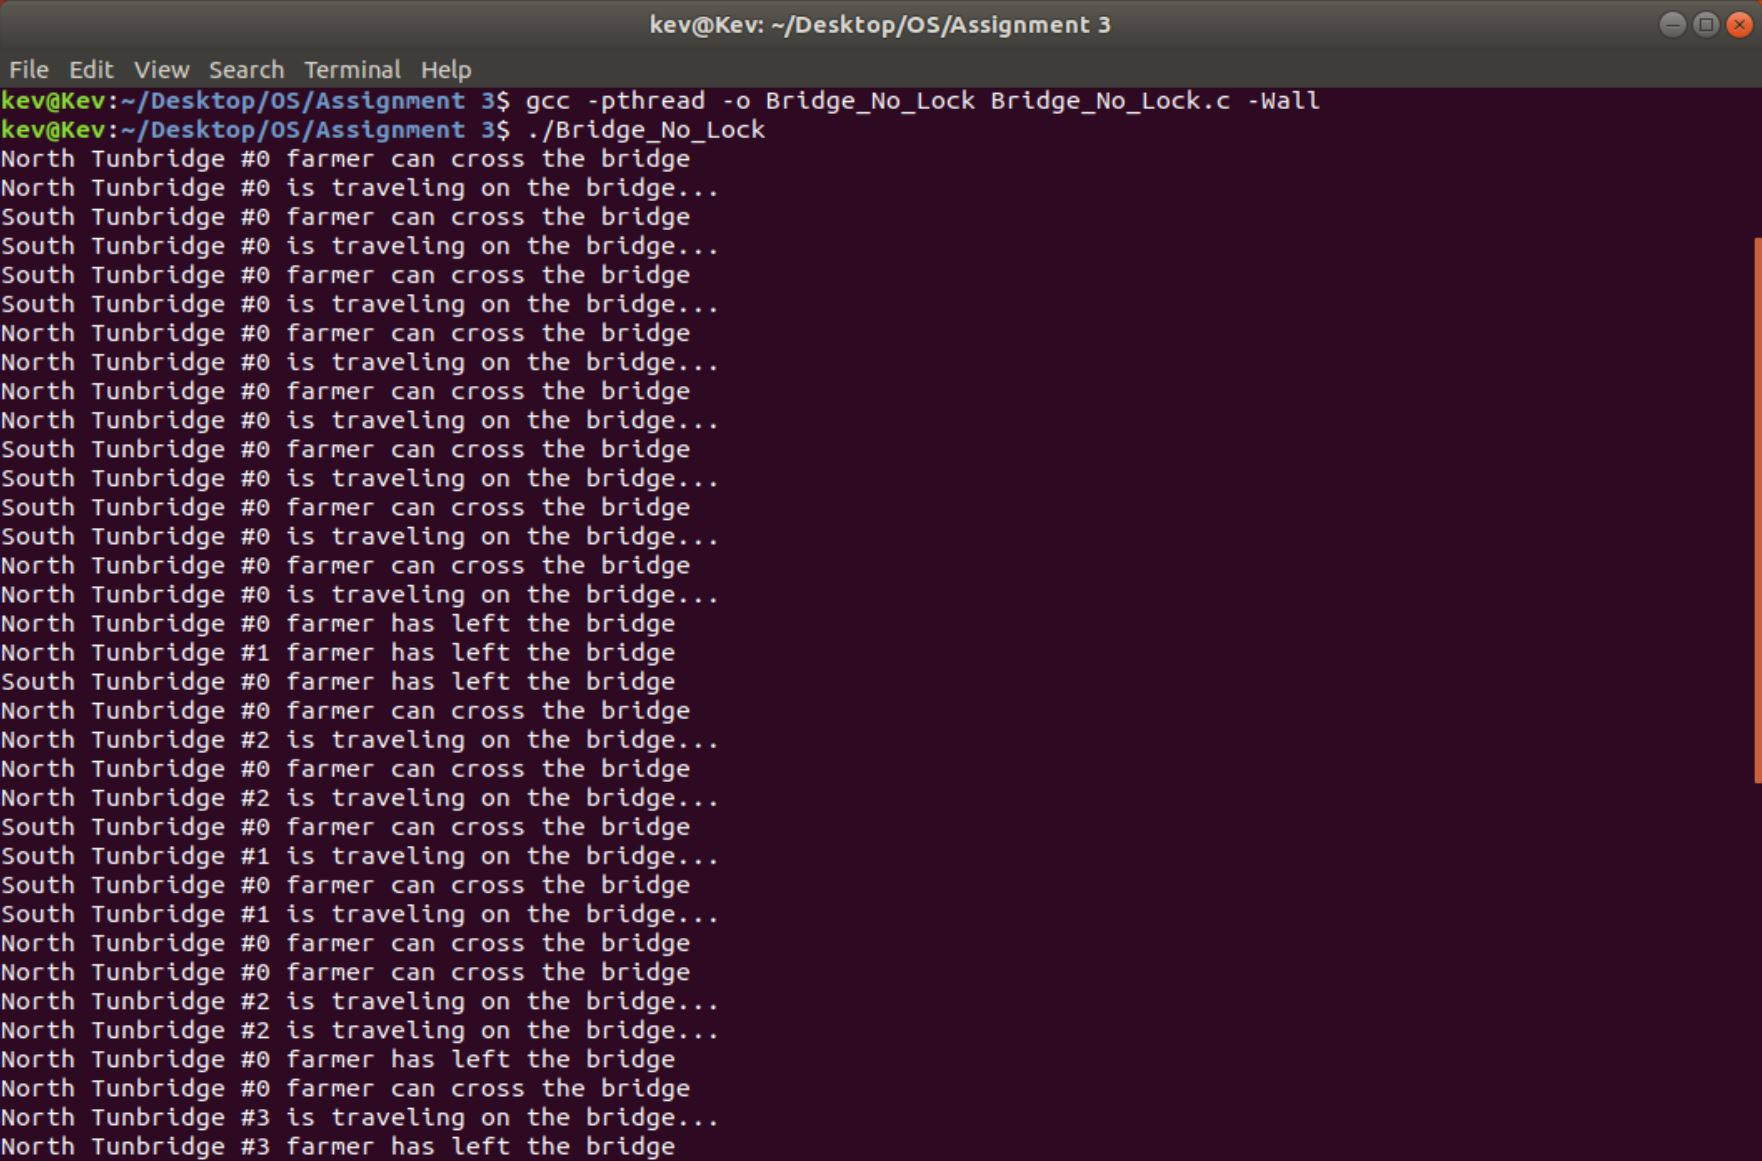 kev@Kev: ~/Desktop/OS/Assignment 3
File Edit View Search Terminal Help
kev@Kev:~/Desktop/OS/Assignment 3$ gcc -pthread -o Bridge_No_Lock Bridge_No_Lock.c -Wall
kev@Kev:~/Desktop/OS/Assignment 3$ ./Bridge_No_Lock
North Tunbridge #0 farmer can cross the bridge
North Tunbridge #0 is traveling on the bridge...
South Tunbridge #0 farmer can cross the bridge
South Tunbridge #0 is traveling on the bridge...
South Tunbridge #0 farmer can cross the bridge
South Tunbridge #0 is traveling on the bridge...
North Tunbridge #0 farmer can cross the bridge
North Tunbridge #0 is traveling on the bridge...
North Tunbridge #0 farmer can cross the bridge
North Tunbridge #0 is traveling on the bridge...
South Tunbridge #0 farmer can cross the bridge
South Tunbridge #0 is traveling on the bridge...
South Tunbridge #0 farmer can cross the bridge
South Tunbridge #0 is traveling on the bridge...
North Tunbridge #0 farmer can cross the bridge
North Tunbridge #0 is traveling on the bridge...
North Tunbridge #0 farmer has left the bridge
North Tunbridge #1 farmer has left the bridge
South Tunbridge #0 farmer has left the bridge
North Tunbridge #0 farmer can cross the bridge
North Tunbridge #2 is traveling on the bridge...
North Tunbridge #0 farmer can cross the bridge
North Tunbridge #2 is traveling on the bridge...
South Tunbridge #0 farmer can cross the bridge
South Tunbridge #1 is traveling on the bridge...
South Tunbridge #0 farmer can cross the bridge
South Tunbridge #1 is traveling on the bridge...
North Tunbridge #0 farmer can cross the bridge
North Tunbridge #0 farmer can cross the bridge
North Tunbridge #2 is traveling on the bridge...
North Tunbridge #2 is traveling on the bridge...
North Tunbridge #0 farmer has left the bridge
North Tunbridge #0 farmer can cross the bridge
North Tunbridge #3 is traveling on the bridge...
North Tunbridge #3 farmer has left the bridge